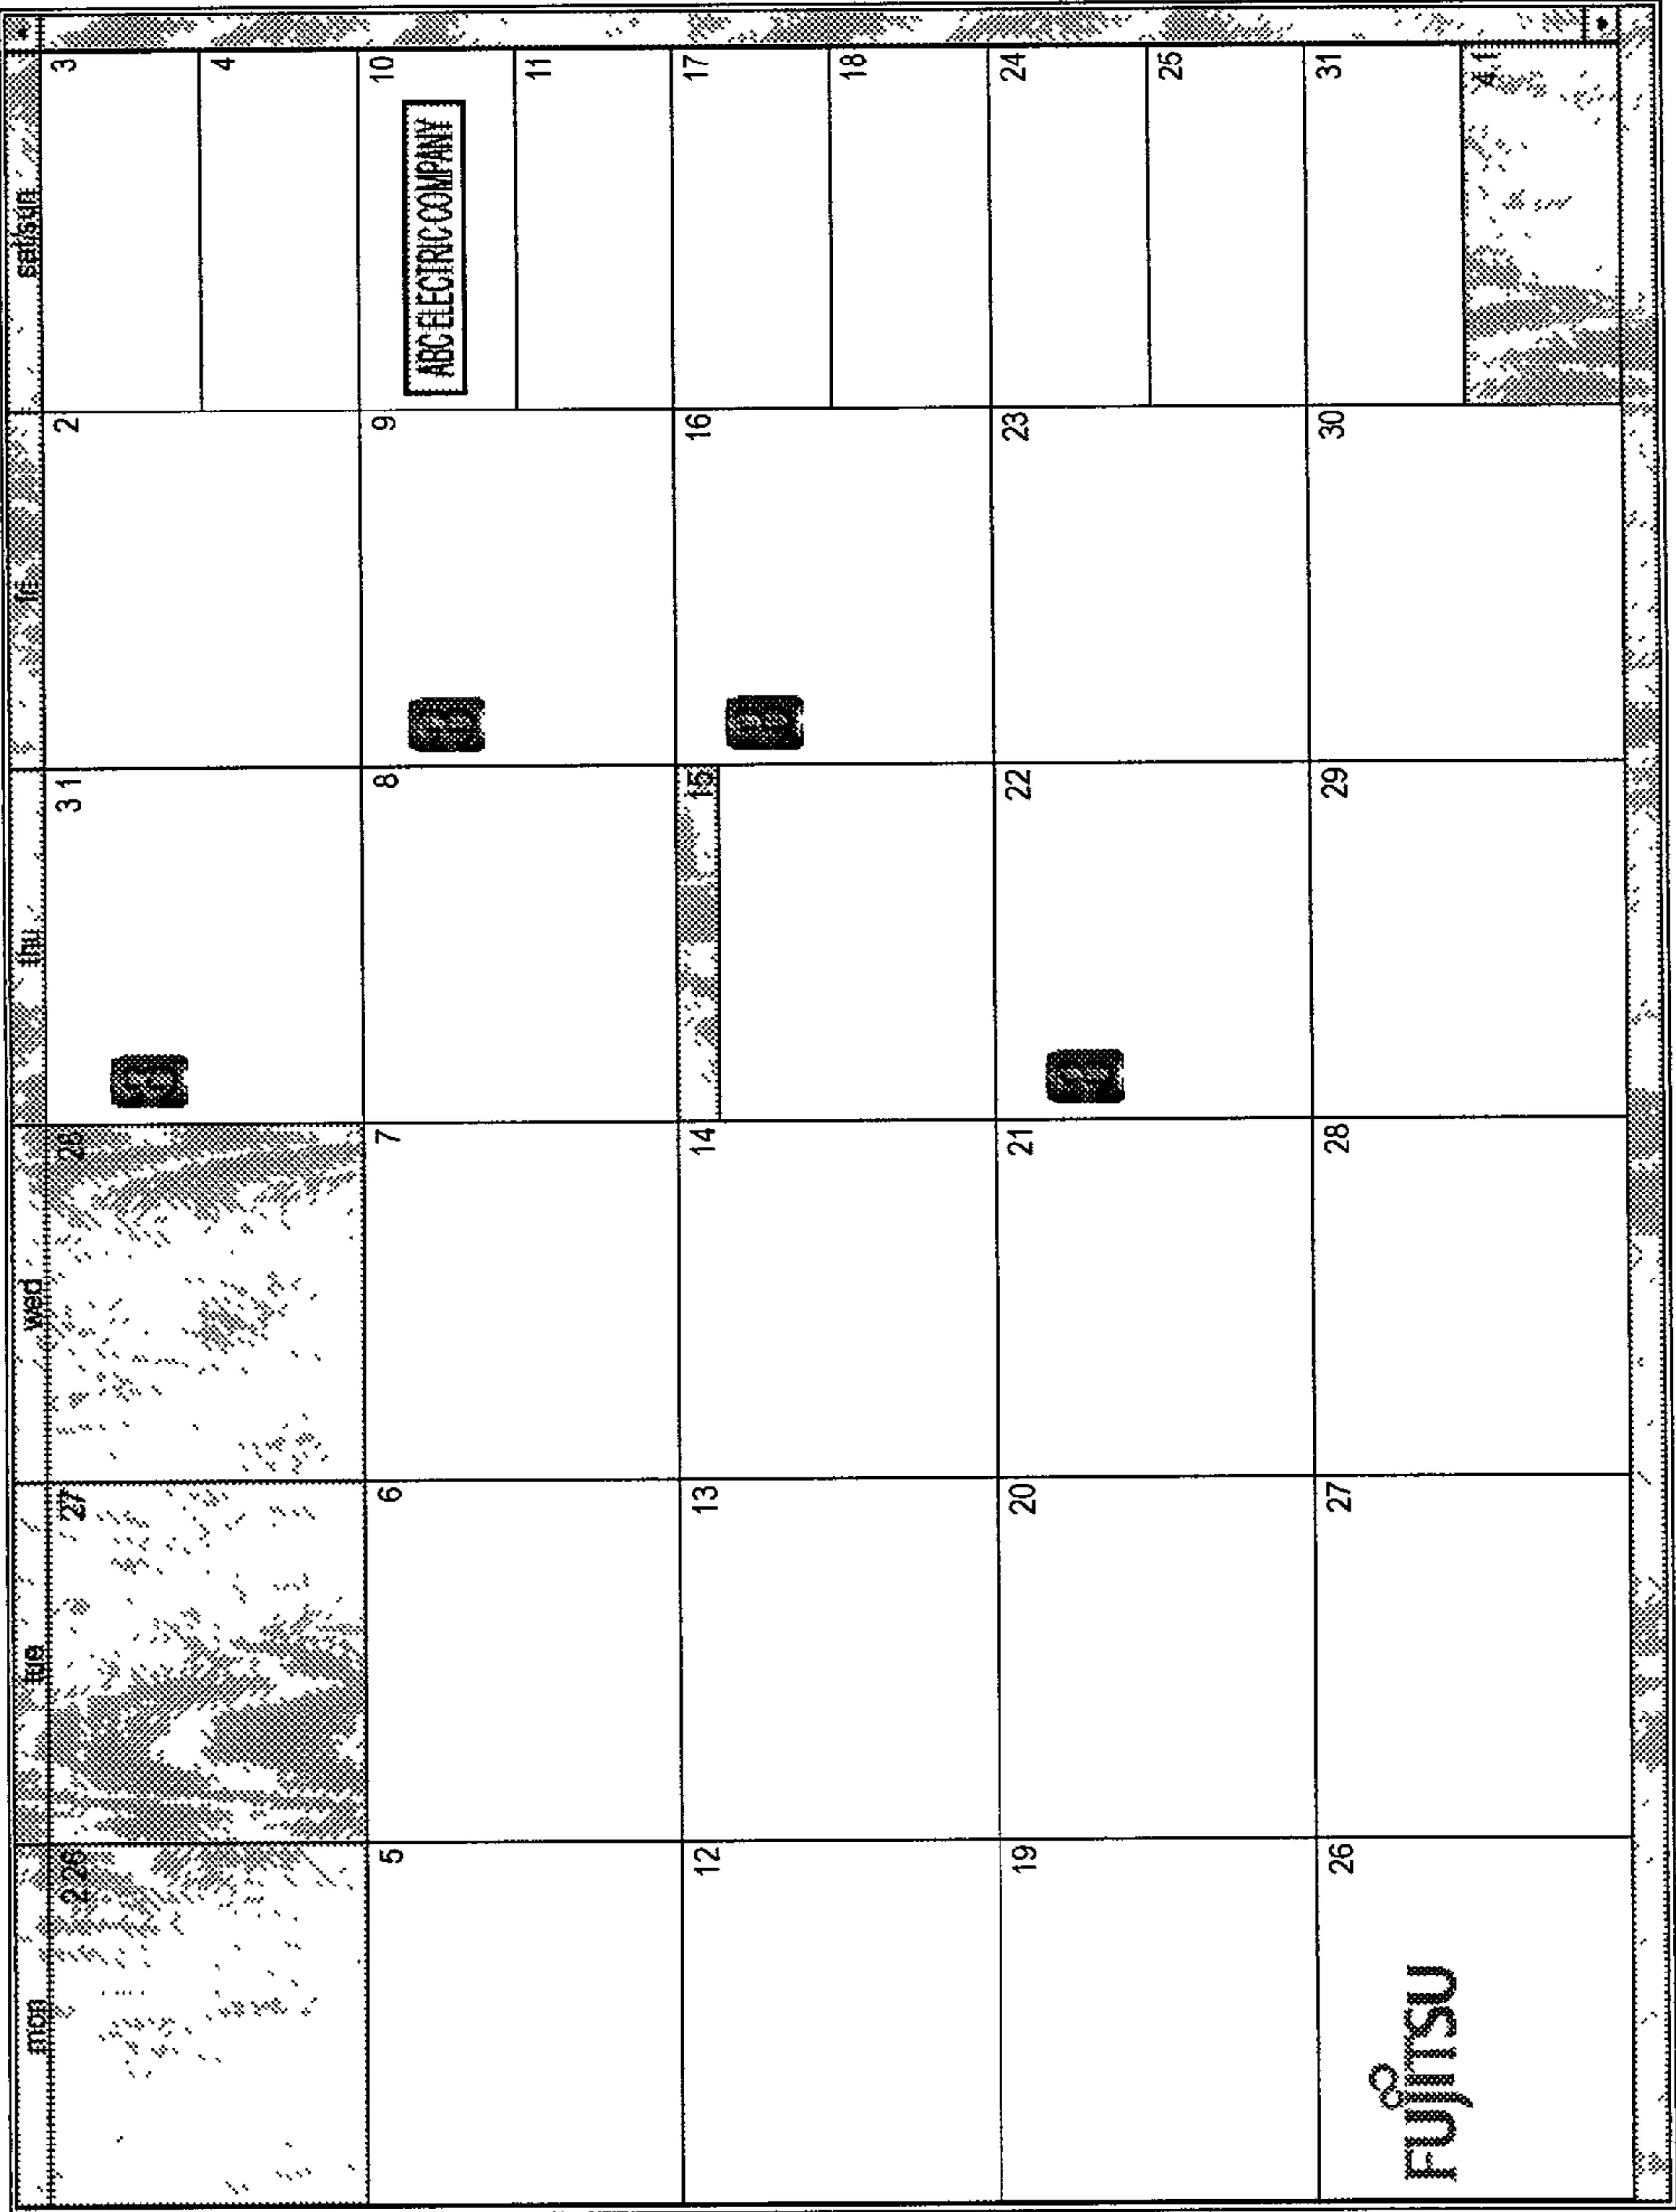 mon tue wed thu fri sat/sun
2/26 27 28 3 1 2 3
4
5 6 7 8 9 10
ABC ELECTRIC COMPANY
11
12 13 14 15 16 17
18
19 20 21 22 23 24
25
26 27 28 29 30 31
FUJITSU
4 1